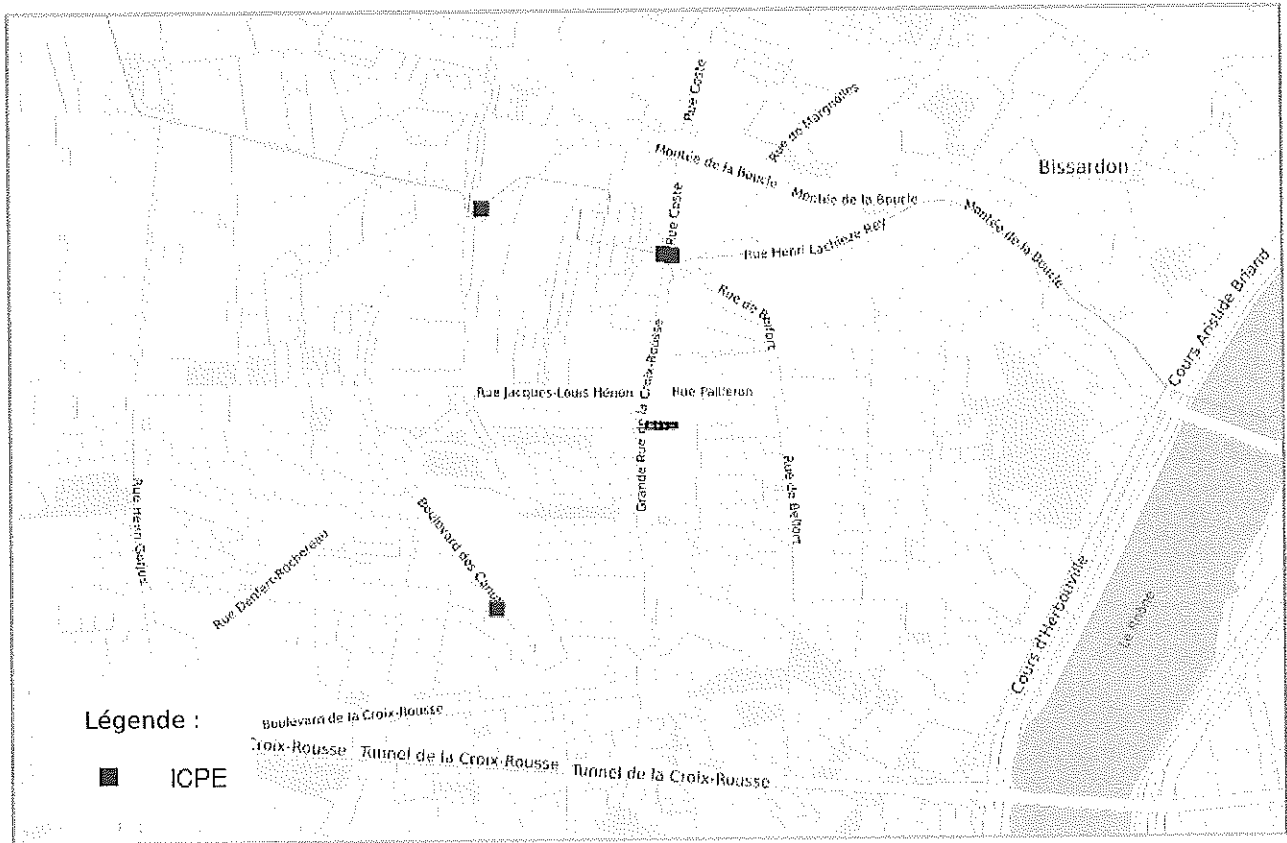 Rue Coste
Rue de Margnolles
Montée de la Boucle
Montée de la Boucle
Bissardon
Rue Coste
Montée de la Boucle
Rue Henri Lachieze Rey
Cours Aristide Briand
Rue de Belfort
Grande Rue de la Croix-Rousse
Rue Jacques-Louis Hénon
Rue Pailleron
Rue de Belfort
Rue Henri Gorjus
Boulevard des Canuts
Rue Denfert-Rochereau
Le Rhône
Cours d'Herbouville
Légende :
Boulevard de la Croix-Rousse
Croix-Rousse
Tunnel de la Croix-Rousse
Tunnel de la Croix-Rousse
ICPE